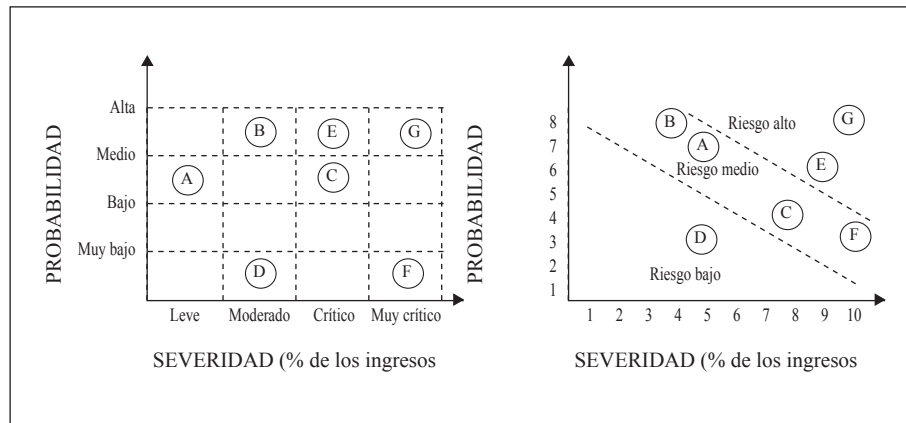 PROBABILIDAD
Alta
Medio
Bajo
Muy bajo
B
E
G
A
C
D
F
Leve Moderado Crítico Muy crítico
SEVERIDAD (% de los ingresos
PROBABILIDAD
8
7
6
5
4
3
2
1
B
Riesgo alto
G
A
Riesgo medio
E
C
D
F
Riesgo bajo
1 2 3 4 5 6 7 8 9 10
SEVERIDAD (% de los ingresos